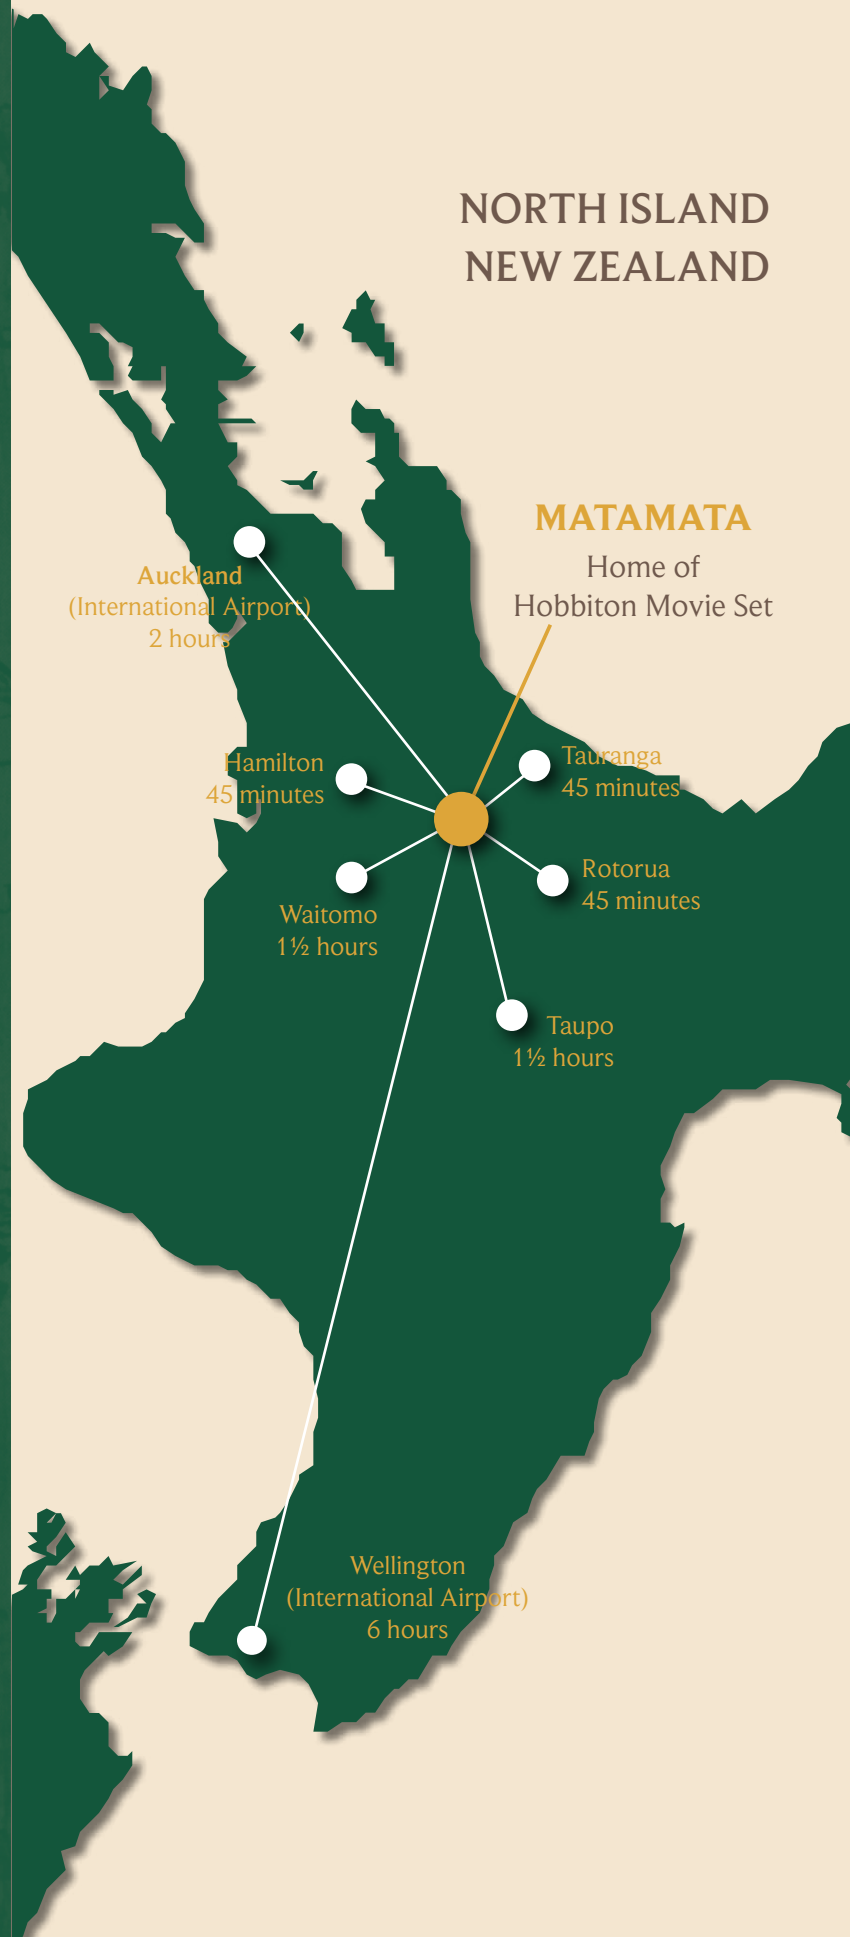 NORTH ISLAND
NEW ZEALAND
MATAMATA
Home of
Hobbiton Movie Set
Auckland
(International Airport)
2 hours
Hamilton
45 minutes
Tauranga
45 minutes
Rotorua
45 minutes
Waitomo
1½ hours
Taupo
1½ hours
Wellington
(International Airport)
6 hours